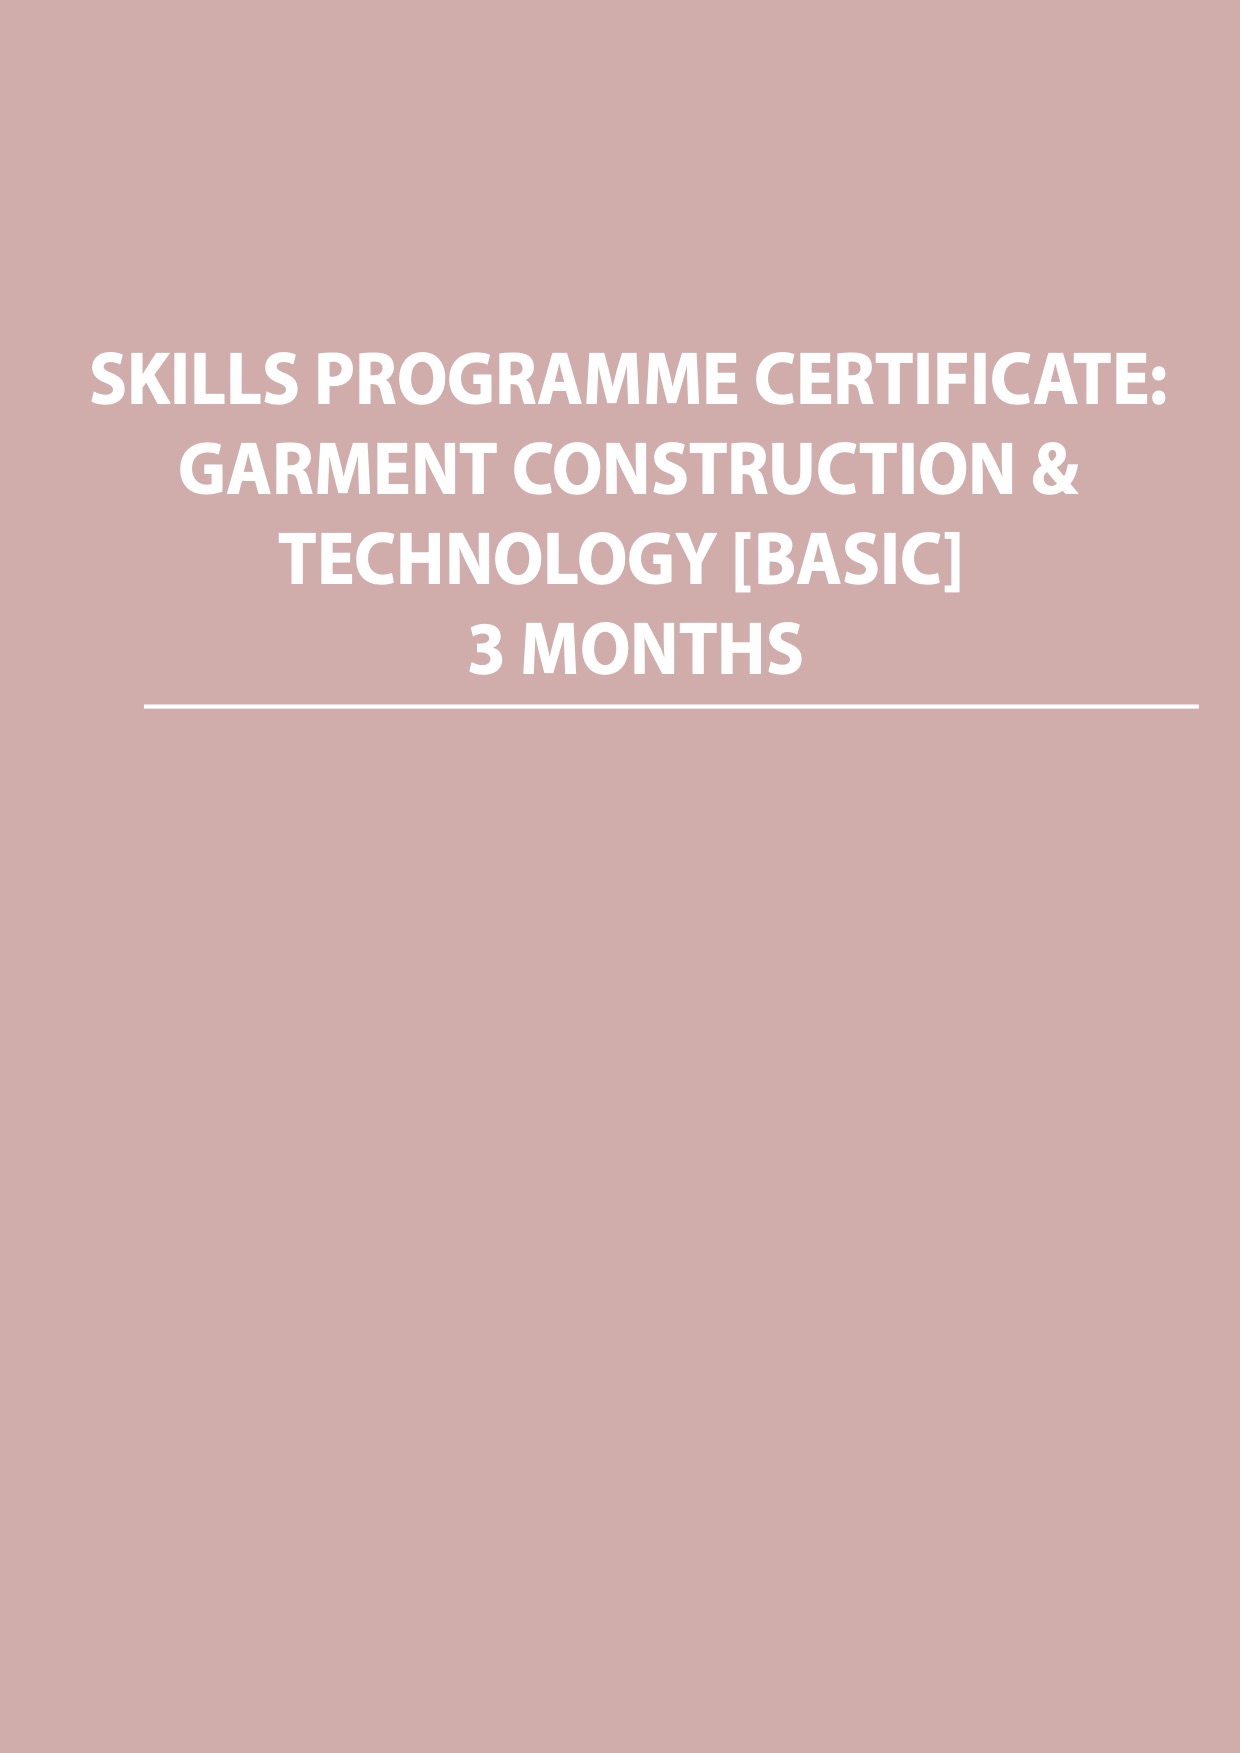 SKILLS PROGRAMME CERTIFICATE:
GARMENT CONSTRUCTION &
TECHNOLOGY [BASIC]
3 MONTHS